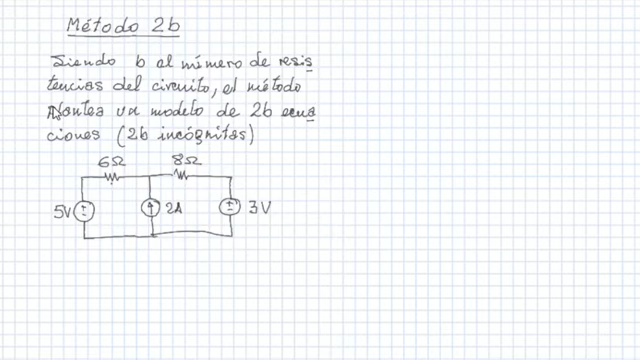 Método 2b
Siendo b el número de resis
tencias del circuito, el método
plantea un modelo de 2b ecua
ciones (2b incógnitas)
6Ω 8Ω
5V 2A 3V